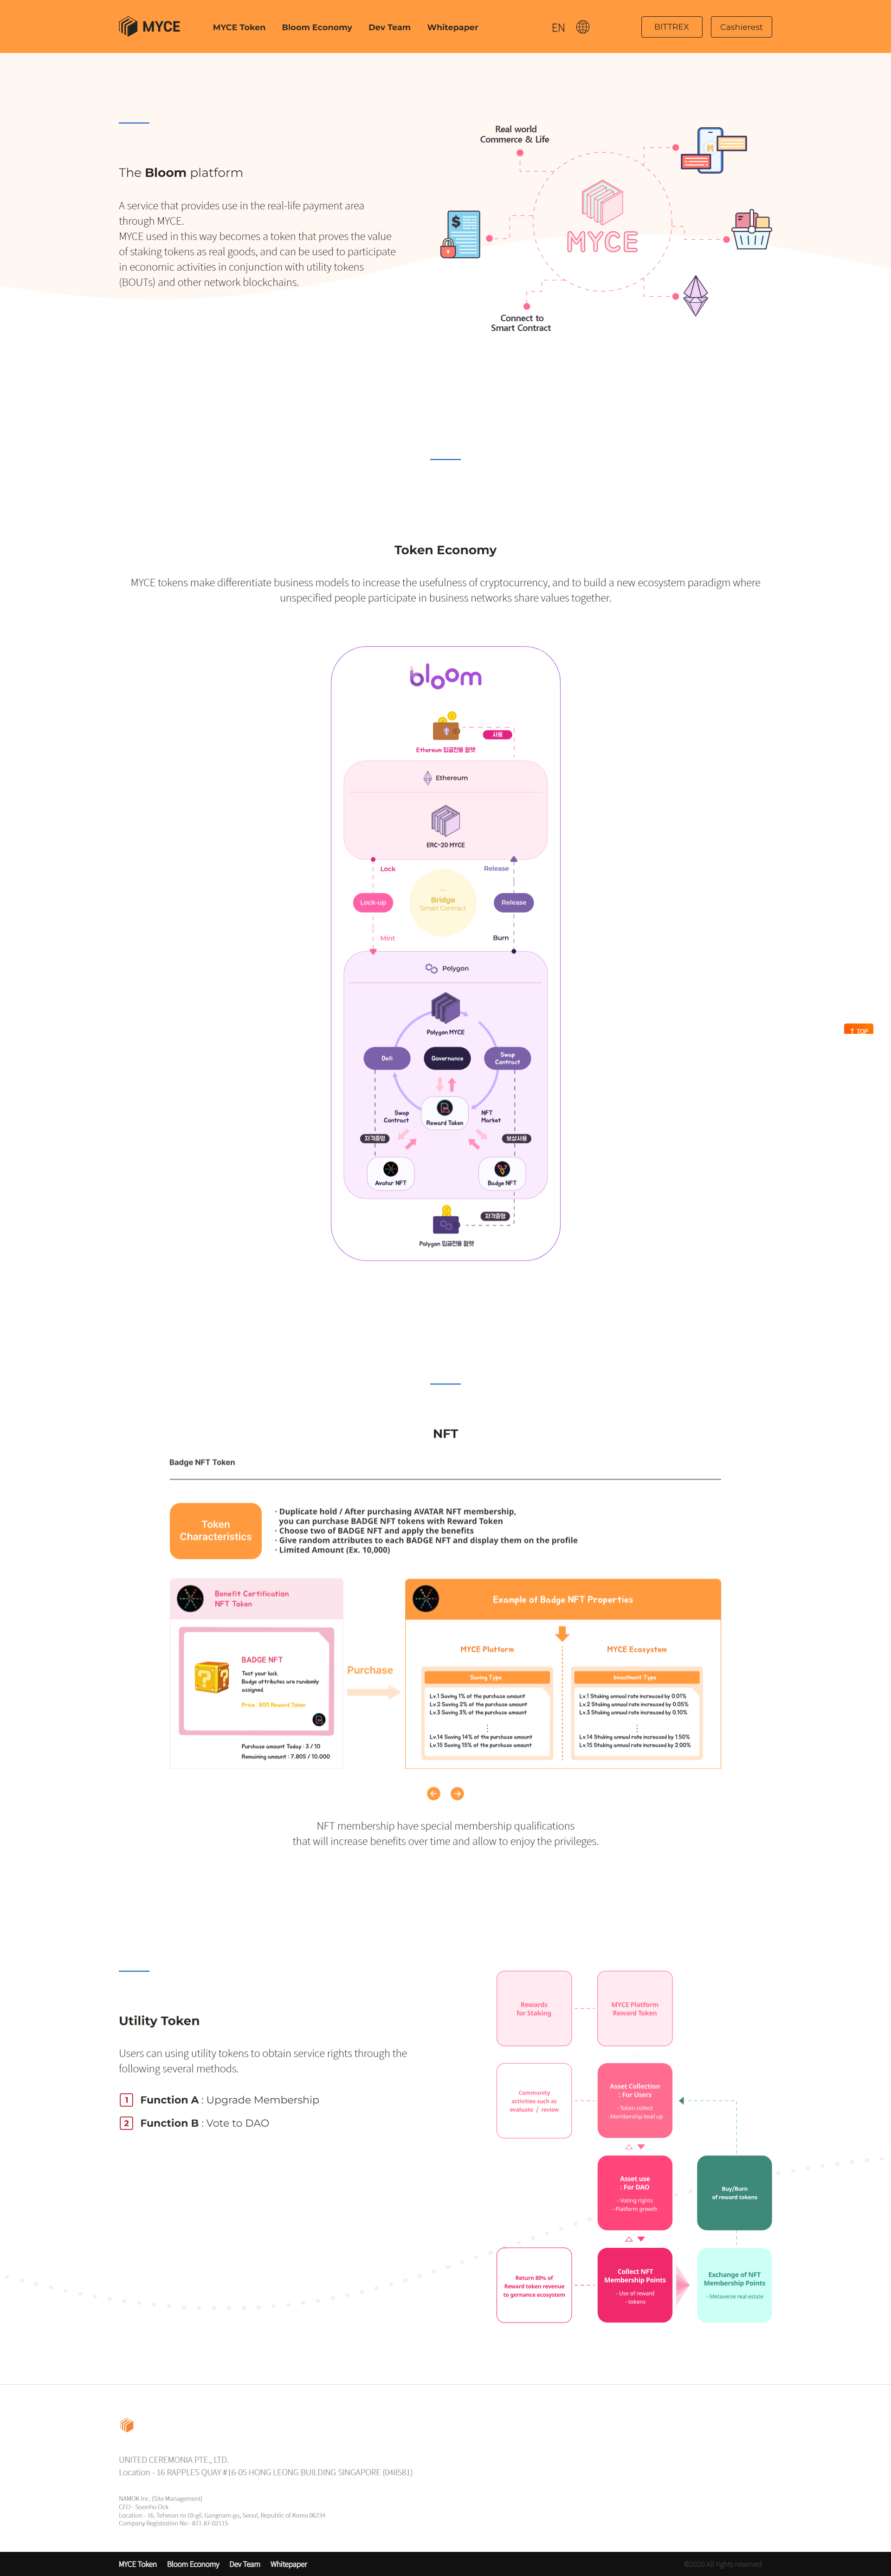 MYCE
MYCE Token
Bloom Economy
Dev Team
Whitepaper
EN
BITTREX
Cashierest
The Bloom platform
A service that provides use in the real-life payment area
through MYCE.
MYCE used in this way becomes a token that proves the value
of staking tokens as real goods, and can be used to participate
in economic activities in conjunction with utility tokens
(BOUTs) and other network blockchains.
Real world
Commerce & Life
MYCE
Connect to
Smart Contract
Token Economy
MYCE tokens make differentiate business models to increase the usefulness of cryptocurrency, and to build a new ecosystem paradigm where
unspecified people participate in business networks share values together.
bloom
사용
Ethereum 입금전용 월렛
Ethereum
ERC-20 MYCE
Lock
Release
Lock-up
Bridge
Smart Contract
Release
Mint
Burn
Polygon
Polygon MYCE
Defi
Governance
Swap
Contract
Swap
Contract
Reward Token
NFT
Market
자격증명
보상사용
Avatar NFT
Badge NFT
자격증명
Polygon 입금전용 월렛
↑ TOP
NFT
Badge NFT Token
Token
Characteristics
· Duplicate hold / After purchasing AVATAR NFT membership,
you can purchase BADGE NFT tokens with Reward Token
· Choose two of BADGE NFT and apply the benefits
· Give random attributes to each BADGE NFT and display them on the profile
· Limited Amount (Ex. 10,000)
Benefit Certification
NFT Token
BADGE NFT
Test your luck.
Badge attributes are randomly
assigned.
Price : 800 Reward Token
Purchase amount Today : 3 / 10
Remaining amount : 7.805 / 10.000
Purchase
Example of Badge NFT Properties
MYCE Platform
MYCE Ecosystem
Saving Type
Lv.1 Saving 1% of the purchase amount
Lv.2 Saving 2% of the purchase amount
Lv.3 Saving 3% of the purchase amount
Lv.14 Saving 14% of the purchase amount
Lv.15 Saving 15% of the purchase amount
Investment Type
Lv.1 Staking annual rate increased by 0.01%
Lv.2 Staking annual rate increased by 0.05%
Lv.3 Staking annual rate increased by 0.10%
Lv.14 Staking annual rate increased by 1.50%
Lv.15 Staking annual rate increased by 2.00%
NFT membership have special membership qualifications
that will increase benefits over time and allow to enjoy the privileges.
Utility Token
Users can using utility tokens to obtain service rights through the
following several methods.
1 Function A : Upgrade Membership
2 Function B : Vote to DAO
Rewards
for Staking
MYCE Platform
Reward Token
Community
activities such as
evaluate / review
Asset Collection
: For Users
- Token collect
Membership level up
Asset use
: For DAO
- Voting rights
- Platform growth
Buy/Burn
of reward tokens
Return 80% of
Reward token revenue
to gernance ecosystem
Collect NFT
Membership Points
- Use of reward
- tokens
Exchange of NFT
Membership Points
- Metaverse real estate
UNITED CEREMONIA PTE., LTD.
Location - 16 RAPPLES QUAY #16-05 HONG LEONG BUILDING SINGAPORE (048581)
NAMOK Inc. (Site Management)
CEO - Soonho Ock
Location - 16, Teheran-ro 10-gil, Gangnam-gu, Seoul, Republic of Korea 06234
Company Registration No - 871-87-02115
MYCE Token
Bloom Economy
Dev Team
Whitepaper
©2020 All rights reserved